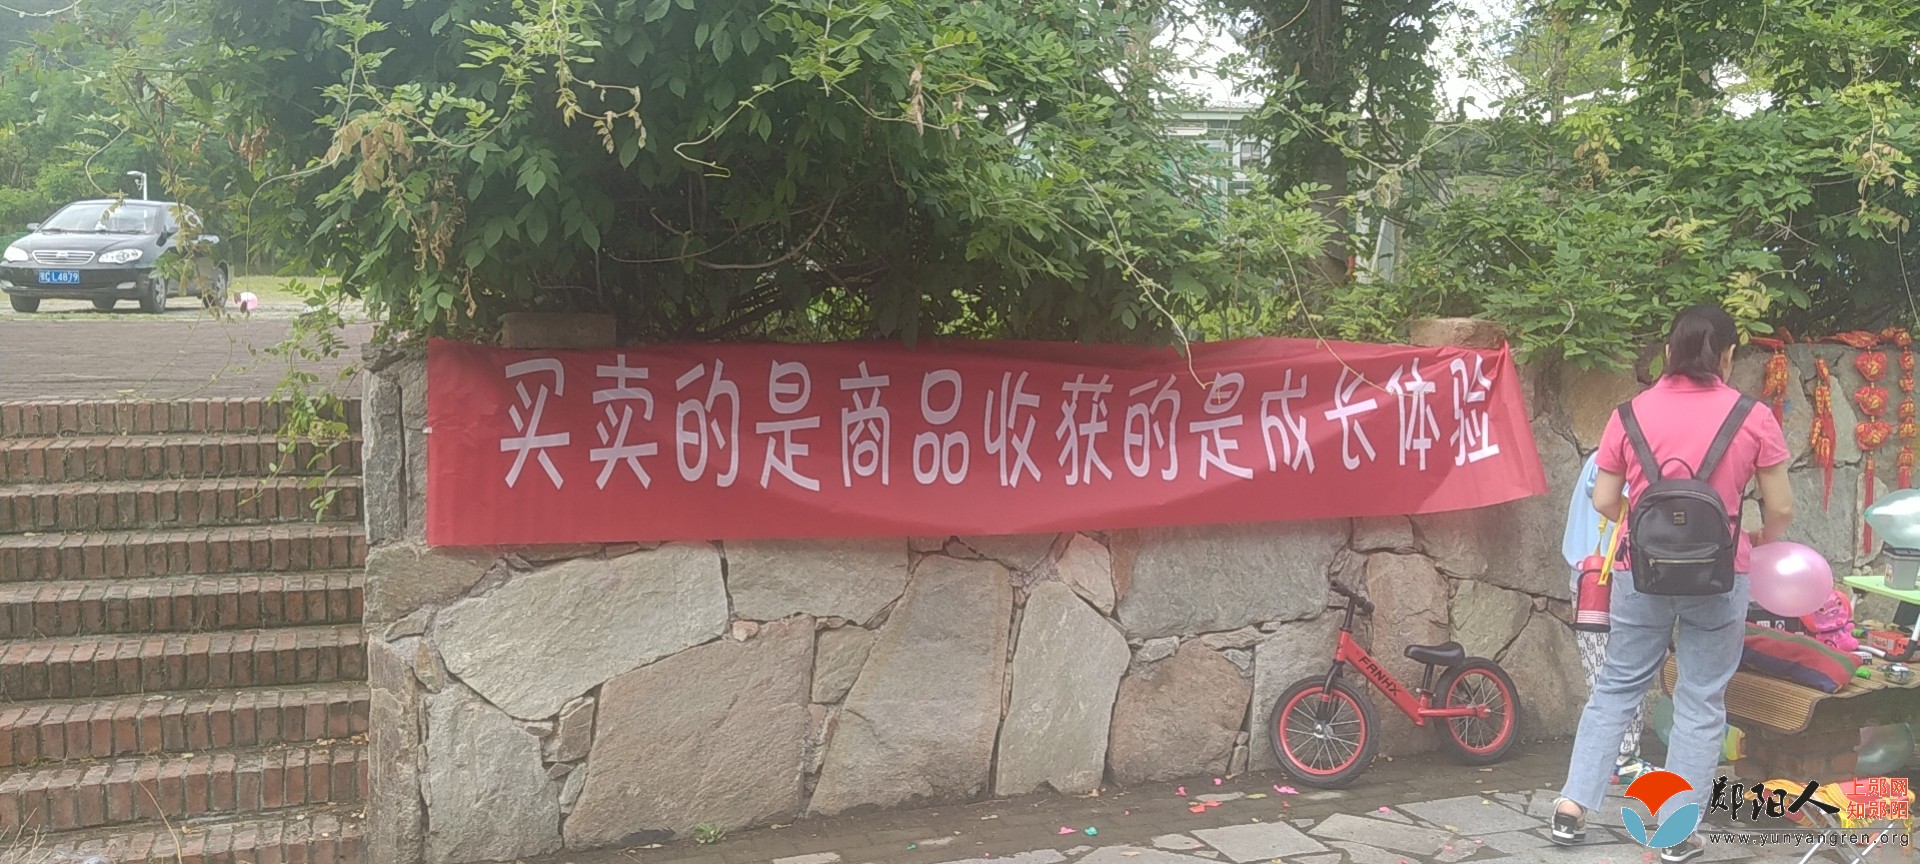 买卖的是商品收获的是成长体验
L4879
FANHX
郧阳人
上郧网
知郧阳
www.yunyangren.org